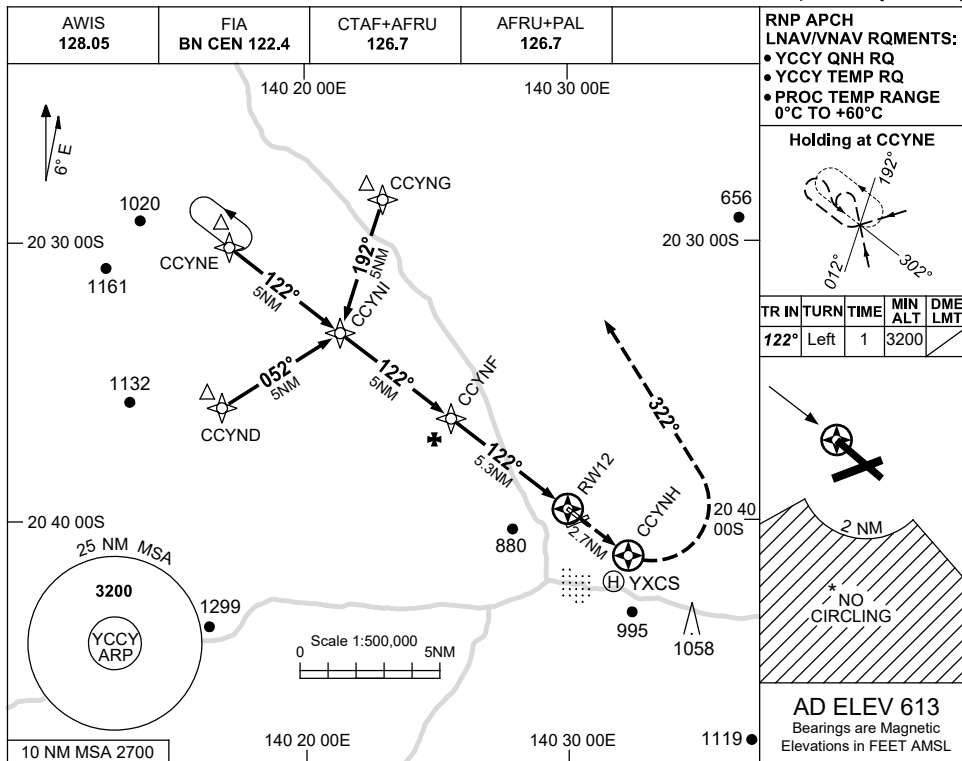 AWIS
128.05
FIA
BN CEN 122.4
CTAF+AFRU
126.7
AFRU+PAL
126.7
RNP APCH
LNAV/VNAV RQMENTS:
• YCCY QNH RQ
• YCCY TEMP RQ
• PROC TEMP RANGE
0°C TO +60°C
140 20 00E
140 30 00E
6° E
CCYNG
1020
656
20 30 00S
20 30 00S
CCYNE
1161
122°
5NM
192°
5NM
CCYNI
1132
052°
5NM
CCYND
122°
5NM
CCYNF
122°
5.3NM
322°
RW12
CCYNH
2.7NM
20 40 00S
20 40
00S
880
H YXCS
995
1058
25 NM MSA
3200
YCCY
ARP
1299
Scale 1:500,000
0
5NM
10 NM MSA 2700
140 20 00E
140 30 00E
1119
Holding at CCYNE
192°
012°
302°
TR IN TURN TIME MIN ALT DME LMT
122° Left 1 3200
2 NM
* NO
CIRCLING
AD ELEV 613
Bearings are Magnetic
Elevations in FEET AMSL